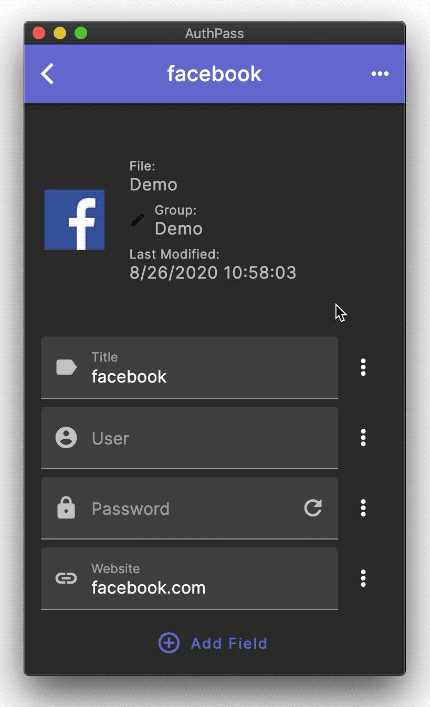 AuthPass
facebook
File:
Demo
Group:
Demo
Last Modified:
8/26/2020 10:58:03
Title
facebook
User
Password
Website
facebook.com
Add Field